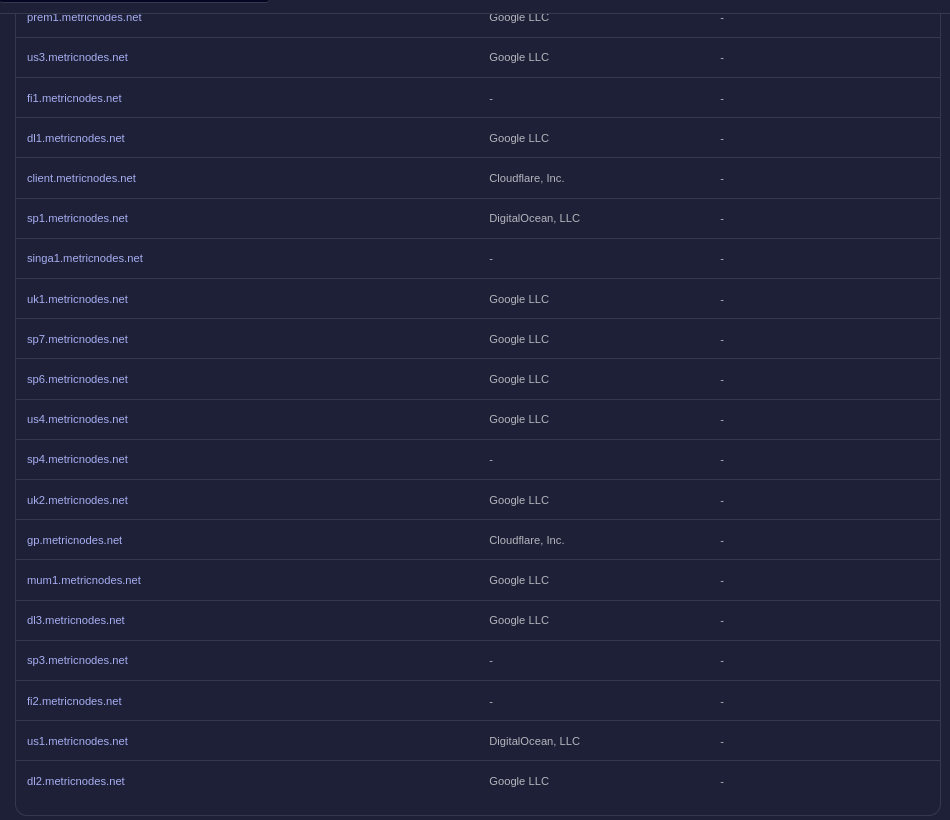 prem1.metricnodes.net Google LLC -
us3.metricnodes.net Google LLC -
fi1.metricnodes.net - -
dl1.metricnodes.net Google LLC -
client.metricnodes.net Cloudflare, Inc. -
sp1.metricnodes.net DigitalOcean, LLC -
singa1.metricnodes.net - -
uk1.metricnodes.net Google LLC -
sp7.metricnodes.net Google LLC -
sp6.metricnodes.net Google LLC -
us4.metricnodes.net Google LLC -
sp4.metricnodes.net - -
uk2.metricnodes.net Google LLC -
gp.metricnodes.net Cloudflare, Inc. -
mum1.metricnodes.net Google LLC -
dl3.metricnodes.net Google LLC -
sp3.metricnodes.net - -
fi2.metricnodes.net - -
us1.metricnodes.net DigitalOcean, LLC -
dl2.metricnodes.net Google LLC -